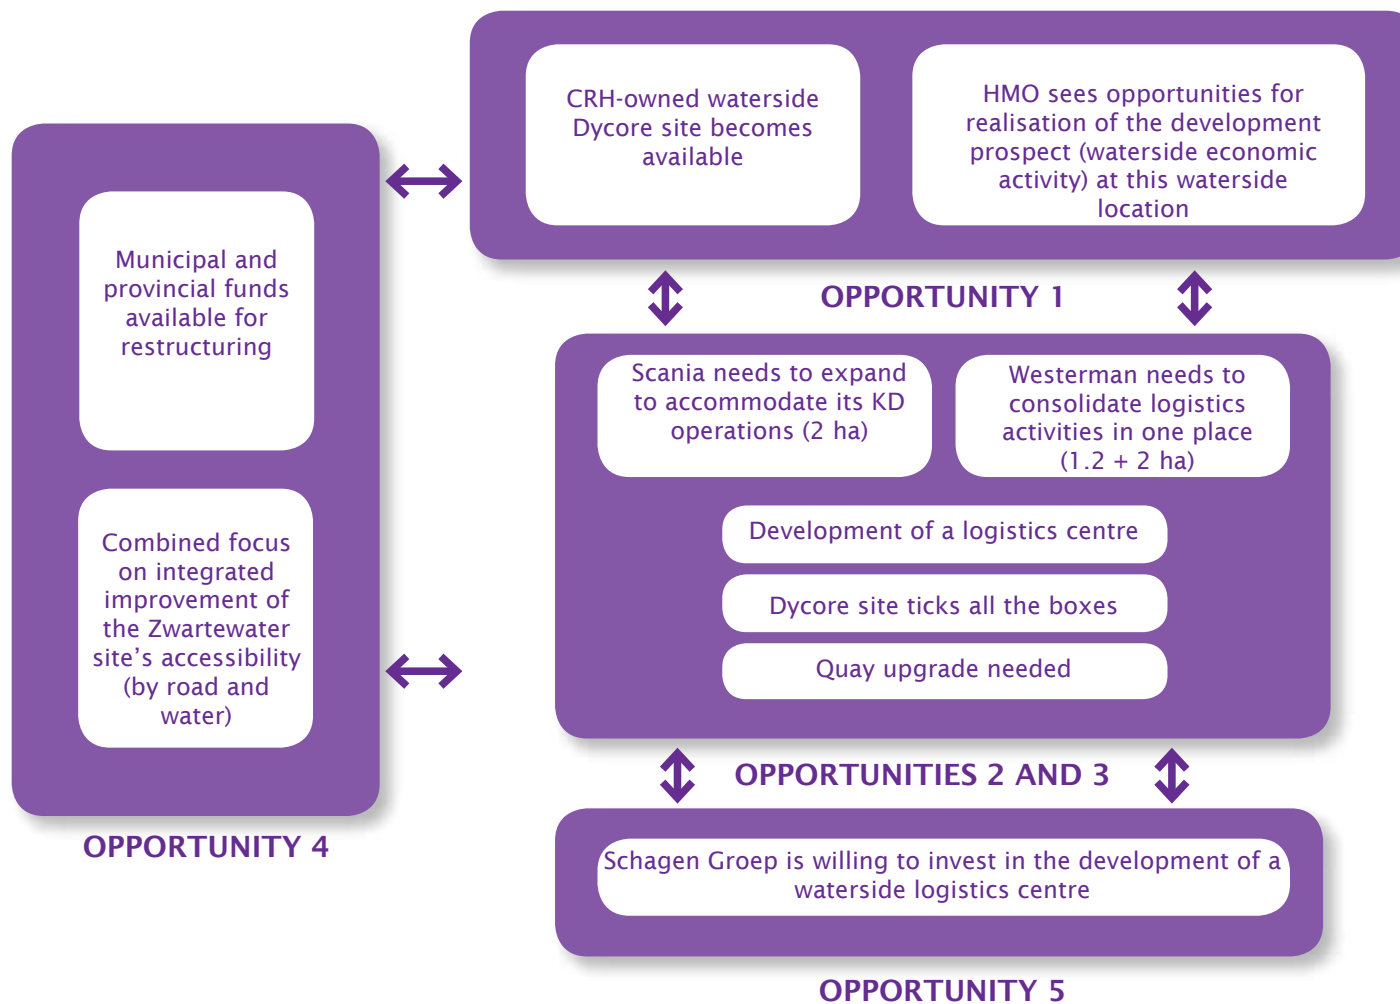 CRH-owned waterside
Dycore site becomes
available
HMO sees opportunities for
realisation of the development
prospect (waterside economic
activity) at this waterside
location
OPPORTUNITY 1
Municipal and
provincial funds
available for
restructuring
Combined focus
on integrated
improvement of
the Zwartewater
site’s accessibility
(by road and
water)
OPPORTUNITY 4
Scania needs to expand
to accommodate its KD
operations (2 ha)
Westerman needs to
consolidate logistics
activities in one place
(1.2 + 2 ha)
Development of a logistics centre
Dycore site ticks all the boxes
Quay upgrade needed
OPPORTUNITIES 2 AND 3
Schagen Groep is willing to invest in the development of a
waterside logistics centre
OPPORTUNITY 5